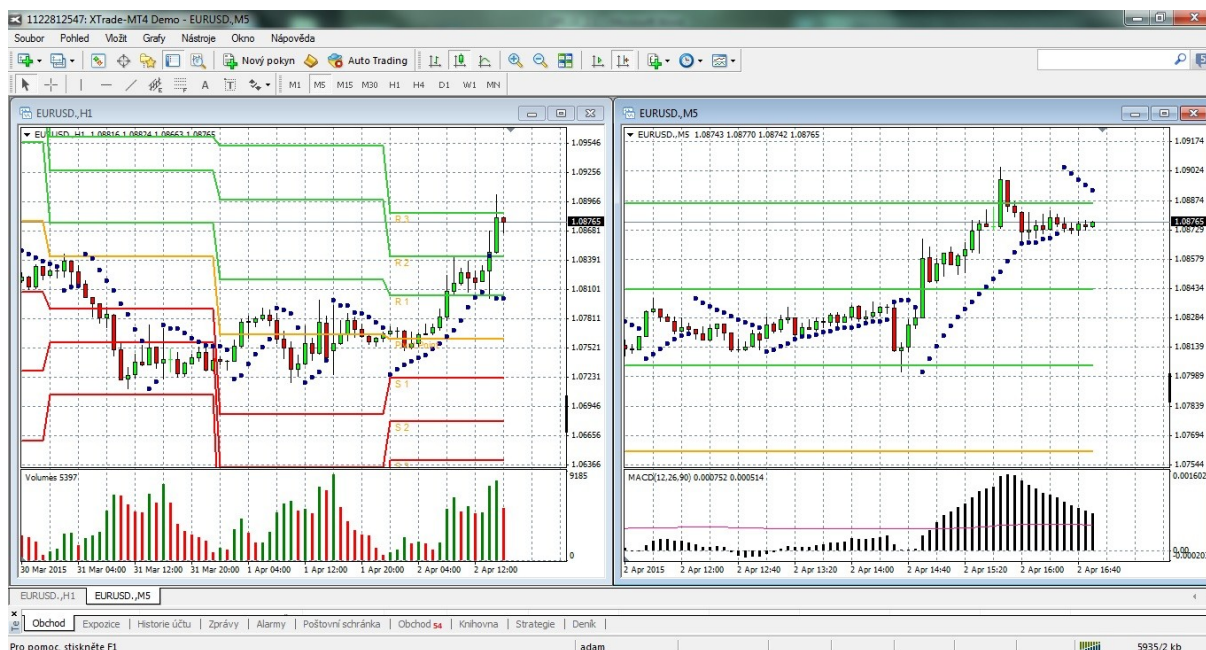 1122812547: XTrade-MT4 Demo - EURUSD.,M5
Soubor Pohled Vložit Grafy Nástroje Okno Nápověda
Nový pokyn Auto Trading
A T M1 M5 M15 M30 H1 H4 D1 W1 MN
EURUSD.,H1
EURUSD.,H1 1.08816 1.08824 1.08663 1.08765
1.09546
1.09256
1.08966
1.08765
1.08681
1.08391
1.08101
1.07811
1.07521
1.07231
1.06946
1.06656
1.06366
R 3
R 2
R 1
S 1
S 2
Volumes 5397
9185
0
30 Mar 2015 31 Mar 04:00 31 Mar 12:00 31 Mar 20:00 1 Apr 04:00 1 Apr 12:00 1 Apr 20:00 2 Apr 04:00 2 Apr 12:00
EURUSD.,M5
EURUSD.,M5 1.08743 1.08770 1.08742 1.08765
1.09174
1.09024
1.08874
1.08765
1.08729
1.08579
1.08434
1.08284
1.08139
1.07989
1.07839
1.07694
1.07544
MACD(12,26,90) 0.000752 0.000514
0.001602
0.00
2 Apr 2015 2 Apr 12:00 2 Apr 12:40 2 Apr 13:20 2 Apr 14:00 2 Apr 14:40 2 Apr 15:20 2 Apr 16:00 2 Apr 16:40
EURUSD.,H1 EURUSD.,M5
Obchod Expozice Historie účtu Zprávy Alarmy Poštovní schránka Obchod 54 Knihovna Strategie Deník
Pro pomoc, stiskněte F1 adam 5935/2 kb